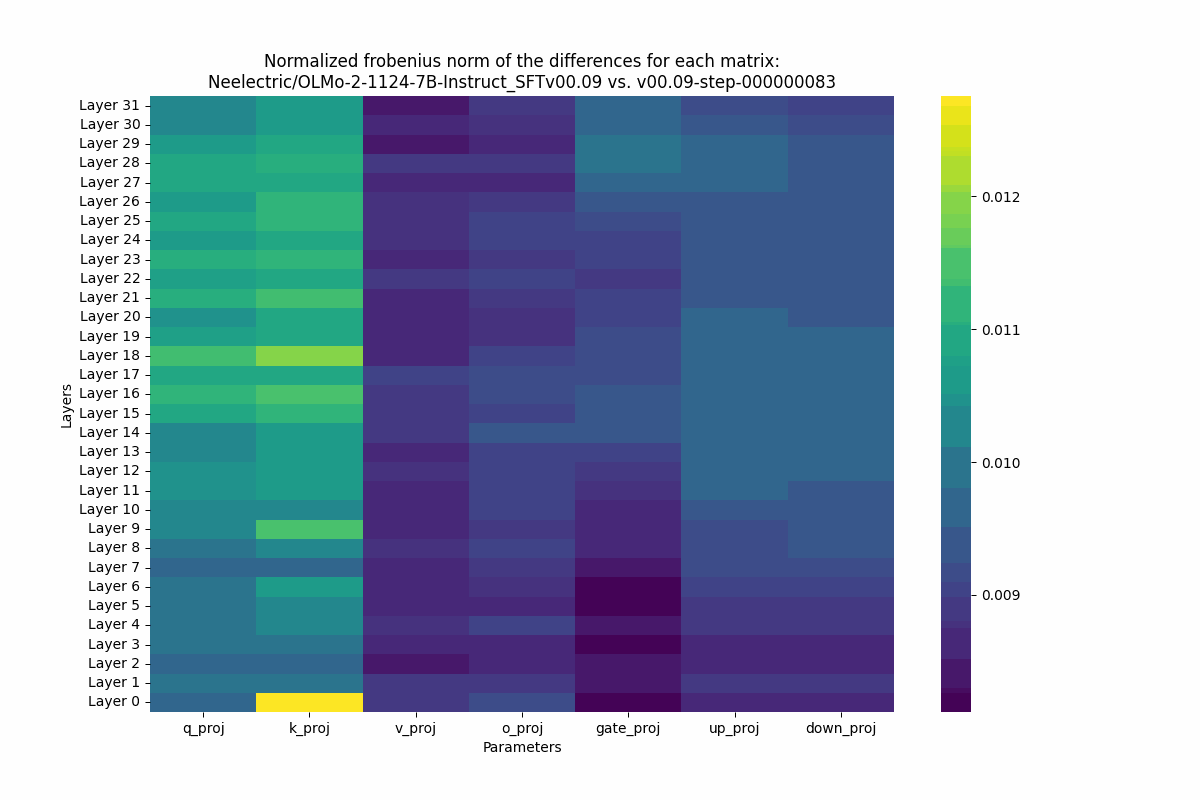 Normalized frobenius norm of the differences for each matrix:
Neelectric/OLMo-2-1124-7B-Instruct_SFTv00.09 vs. v00.09-step-000000083
Layers
Layer 31
Layer 30
Layer 29
Layer 28
Layer 27
Layer 26
Layer 25
Layer 24
Layer 23
Layer 22
Layer 21
Layer 20
Layer 19
Layer 18
Layer 17
Layer 16
Layer 15
Layer 14
Layer 13
Layer 12
Layer 11
Layer 10
Layer 9
Layer 8
Layer 7
Layer 6
Layer 5
Layer 4
Layer 3
Layer 2
Layer 1
Layer 0
q_proj k_proj v_proj o_proj gate_proj up_proj down_proj
Parameters
0.012
0.011
0.010
0.009